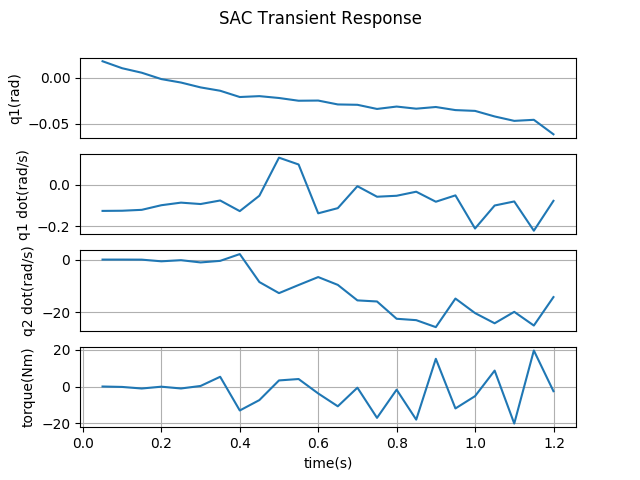 SAC Transient Response
q1(rad)
0.00
−0.05
q1 dot(rad/s)
0.0
−0.2
q2 dot(rad/s)
0
−20
torque(Nm)
20
0
−20
0.0 0.2 0.4 0.6 0.8 1.0 1.2
time(s)